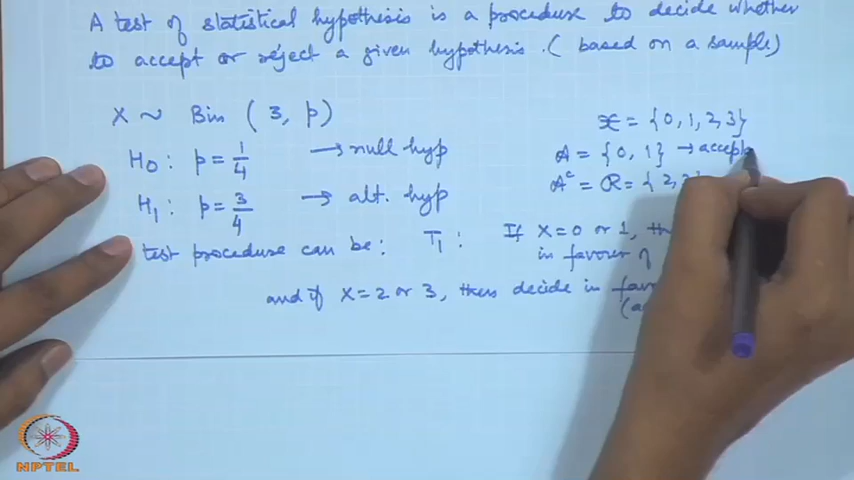 A test of statistical hypothesis is a procedure to decide whether
to accept or reject a given hypothesis. ( based on a sample)
X ~ Bin ( 3, p)
𝒳 = {0, 1, 2, 3}
H₀ : p = 1/4 → null hyp
A = {0, 1} → accep
Aᶜ = R = { 2,
H₁ : p = 3/4 → alt. hyp
test procedure can be : T₁ : If X = 0 or 1,
in favour of
and if X = 2 or 3, then decide in
NPTEL